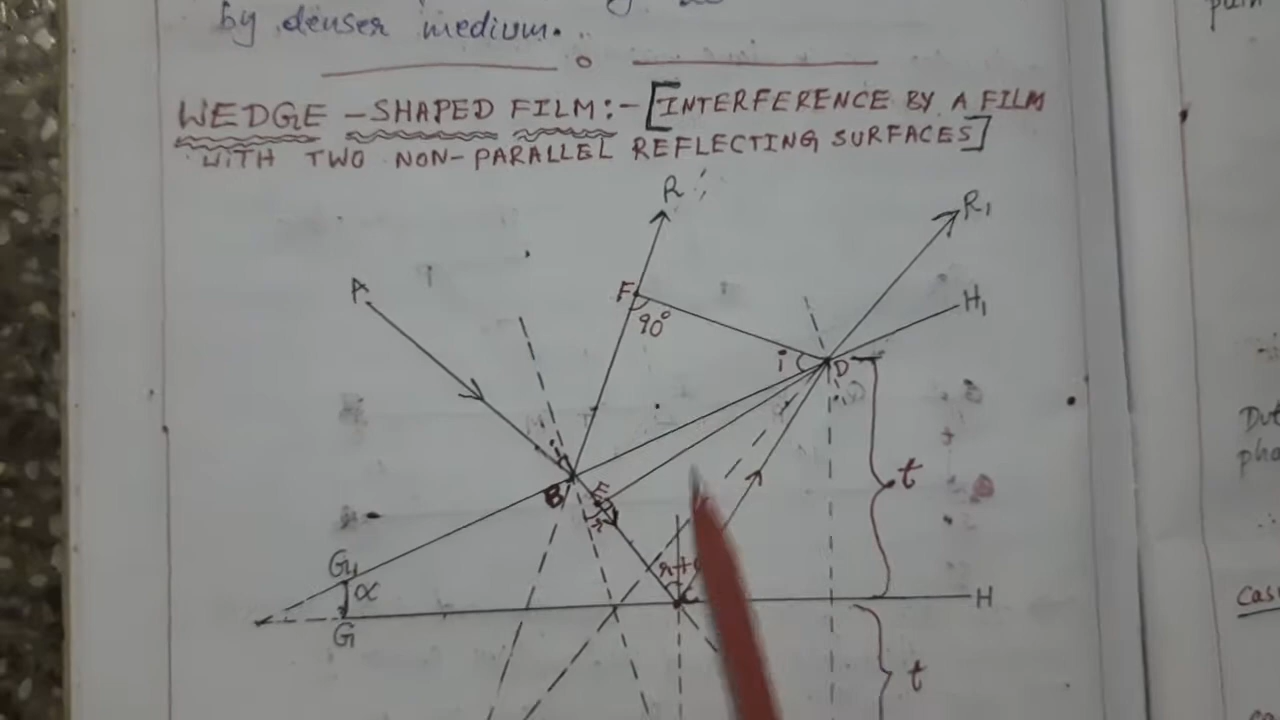 by denser medium.
WEDGE-SHAPED FILM:- [INTERFERENCE BY A FILM
WITH TWO NON-PARALLEL REFLECTING SURFACES]
R
R1
A
F
90°
H1
i
D
t
B
E
r
G1
α
G
C
H
t